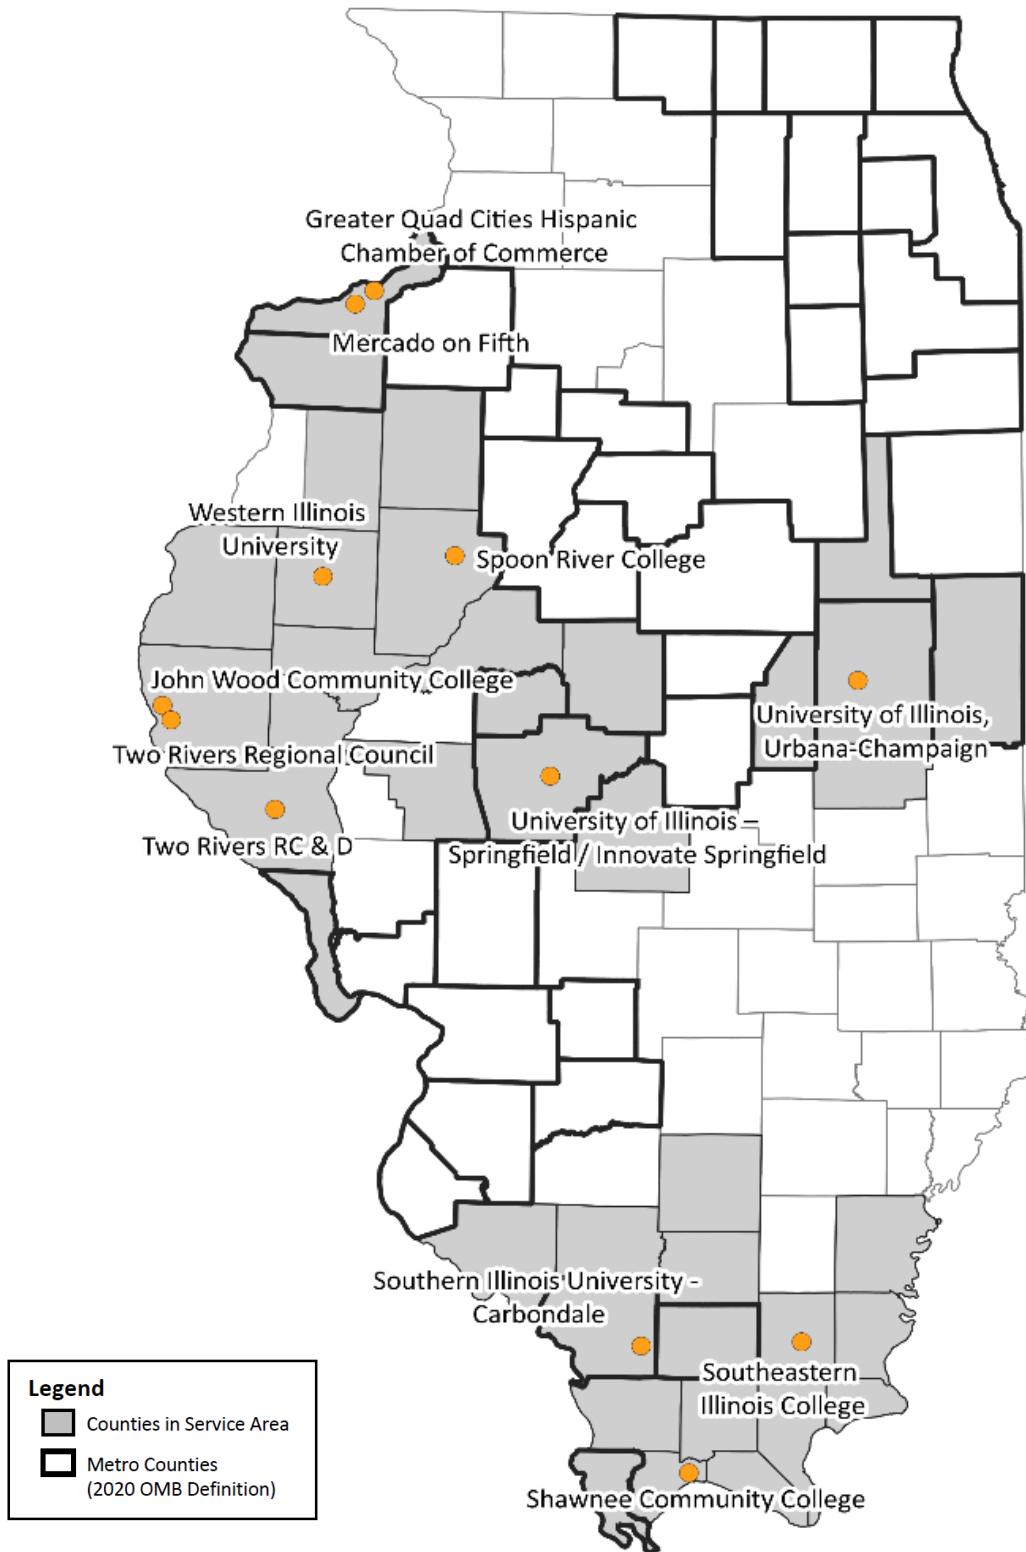 Greater Quad Cities Hispanic
Chamber of Commerce
Mercado on Fifth
Western Illinois
University
Spoon River College
John Wood Community College
University of Illinois,
Urbana-Champaign
Two Rivers Regional Council
University of Illinois –
Springfield / Innovate Springfield
Two Rivers RC & D
Southern Illinois University -
Carbondale
Southeastern
Illinois College
Shawnee Community College
Legend
Counties in Service Area
Metro Counties
(2020 OMB Definition)